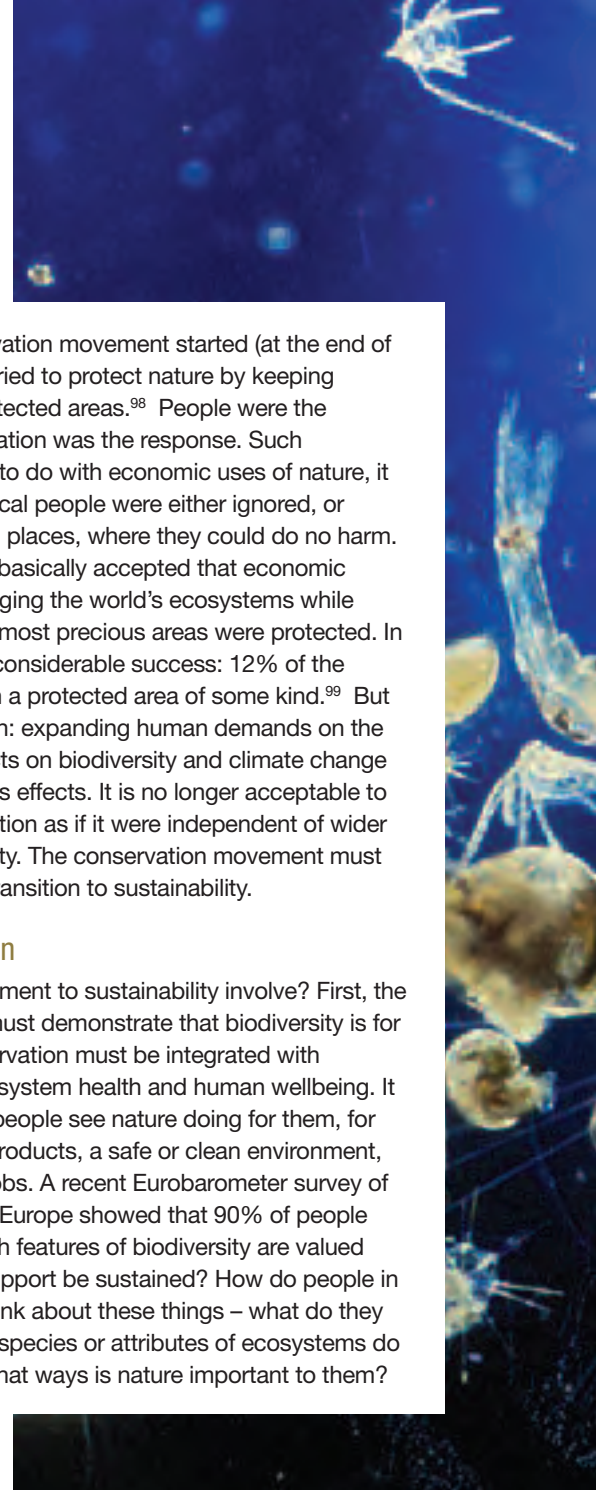 vation movement started (at the end of
ried to protect nature by keeping
tected areas.98 People were the
ation was the response. Such
to do with economic uses of nature, it
cal people were either ignored, or
places, where they could do no harm.
basically accepted that economic
ging the world's ecosystems while
most precious areas were protected. In
considerable success: 12% of the
a protected area of some kind.99 But
n: expanding human demands on the
ts on biodiversity and climate change
s effects. It is no longer acceptable to
tion as if it were independent of wider
ty. The conservation movement must
ansition to sustainability.
n
ment to sustainability involve? First, the
nust demonstrate that biodiversity is for
rvation must be integrated with
system health and human wellbeing. It
people see nature doing for them, for
roducts, a safe or clean environment,
obs. A recent Eurobarometer survey of
Europe showed that 90% of people
h features of biodiversity are valued
upport be sustained? How do people in
nk about these things – what do they
species or attributes of ecosystems do
hat ways is nature important to them?